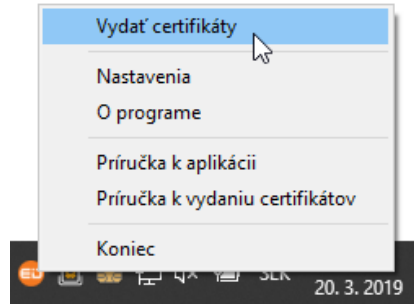 Vydať certifikáty
Nastavenia
O programe
Príručka k aplikácii
Príručka k vydaniu certifikátov
Koniec
SLK
20. 3. 2019